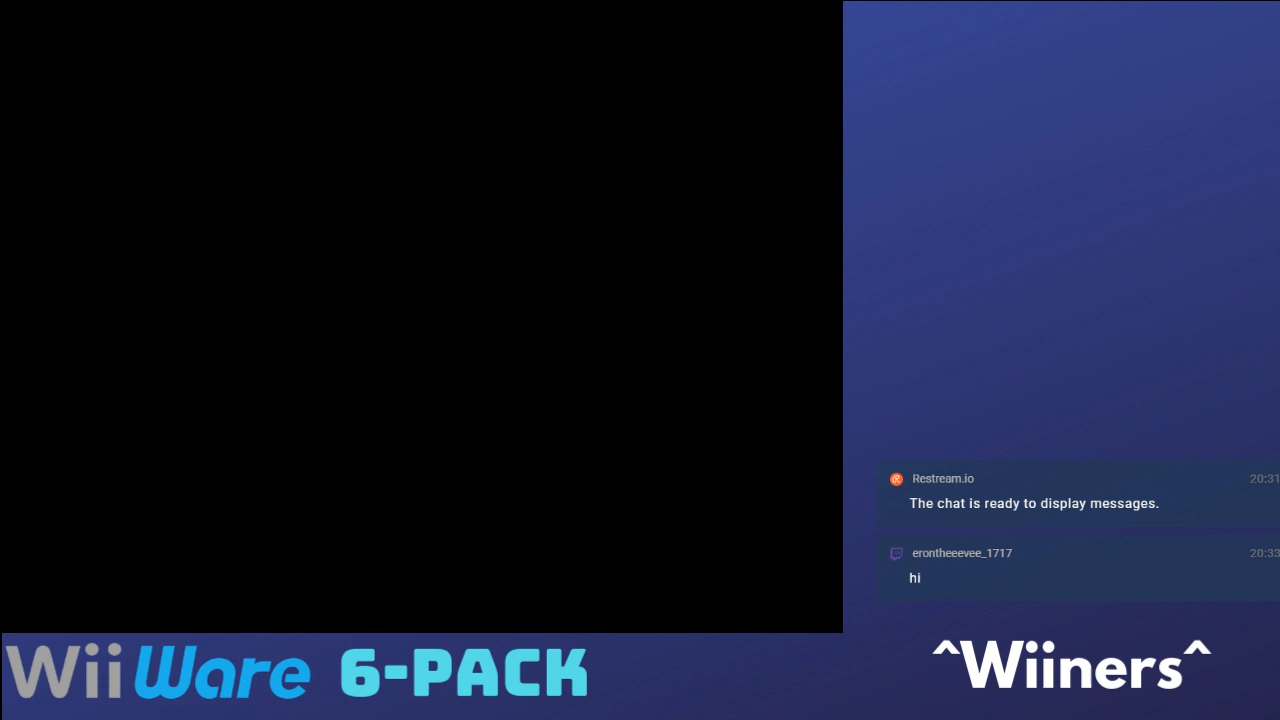 Restream.io 20:31
The chat is ready to display messages.
erontheeevee_1717 20:33
hi
WiiWare 6-PACK
^Wiiners^